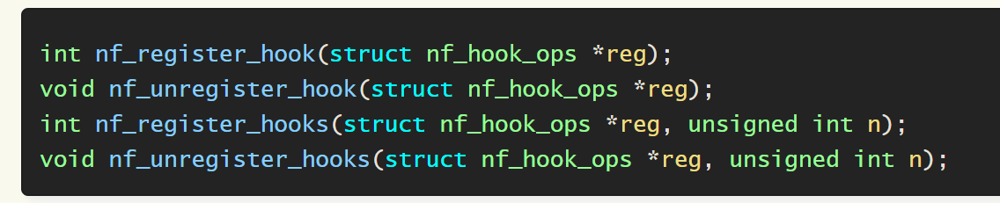 int nf_register_hook(struct nf_hook_ops *reg);
void nf_unregister_hook(struct nf_hook_ops *reg);
int nf_register_hooks(struct nf_hook_ops *reg, unsigned int n);
void nf_unregister_hooks(struct nf_hook_ops *reg, unsigned int n);